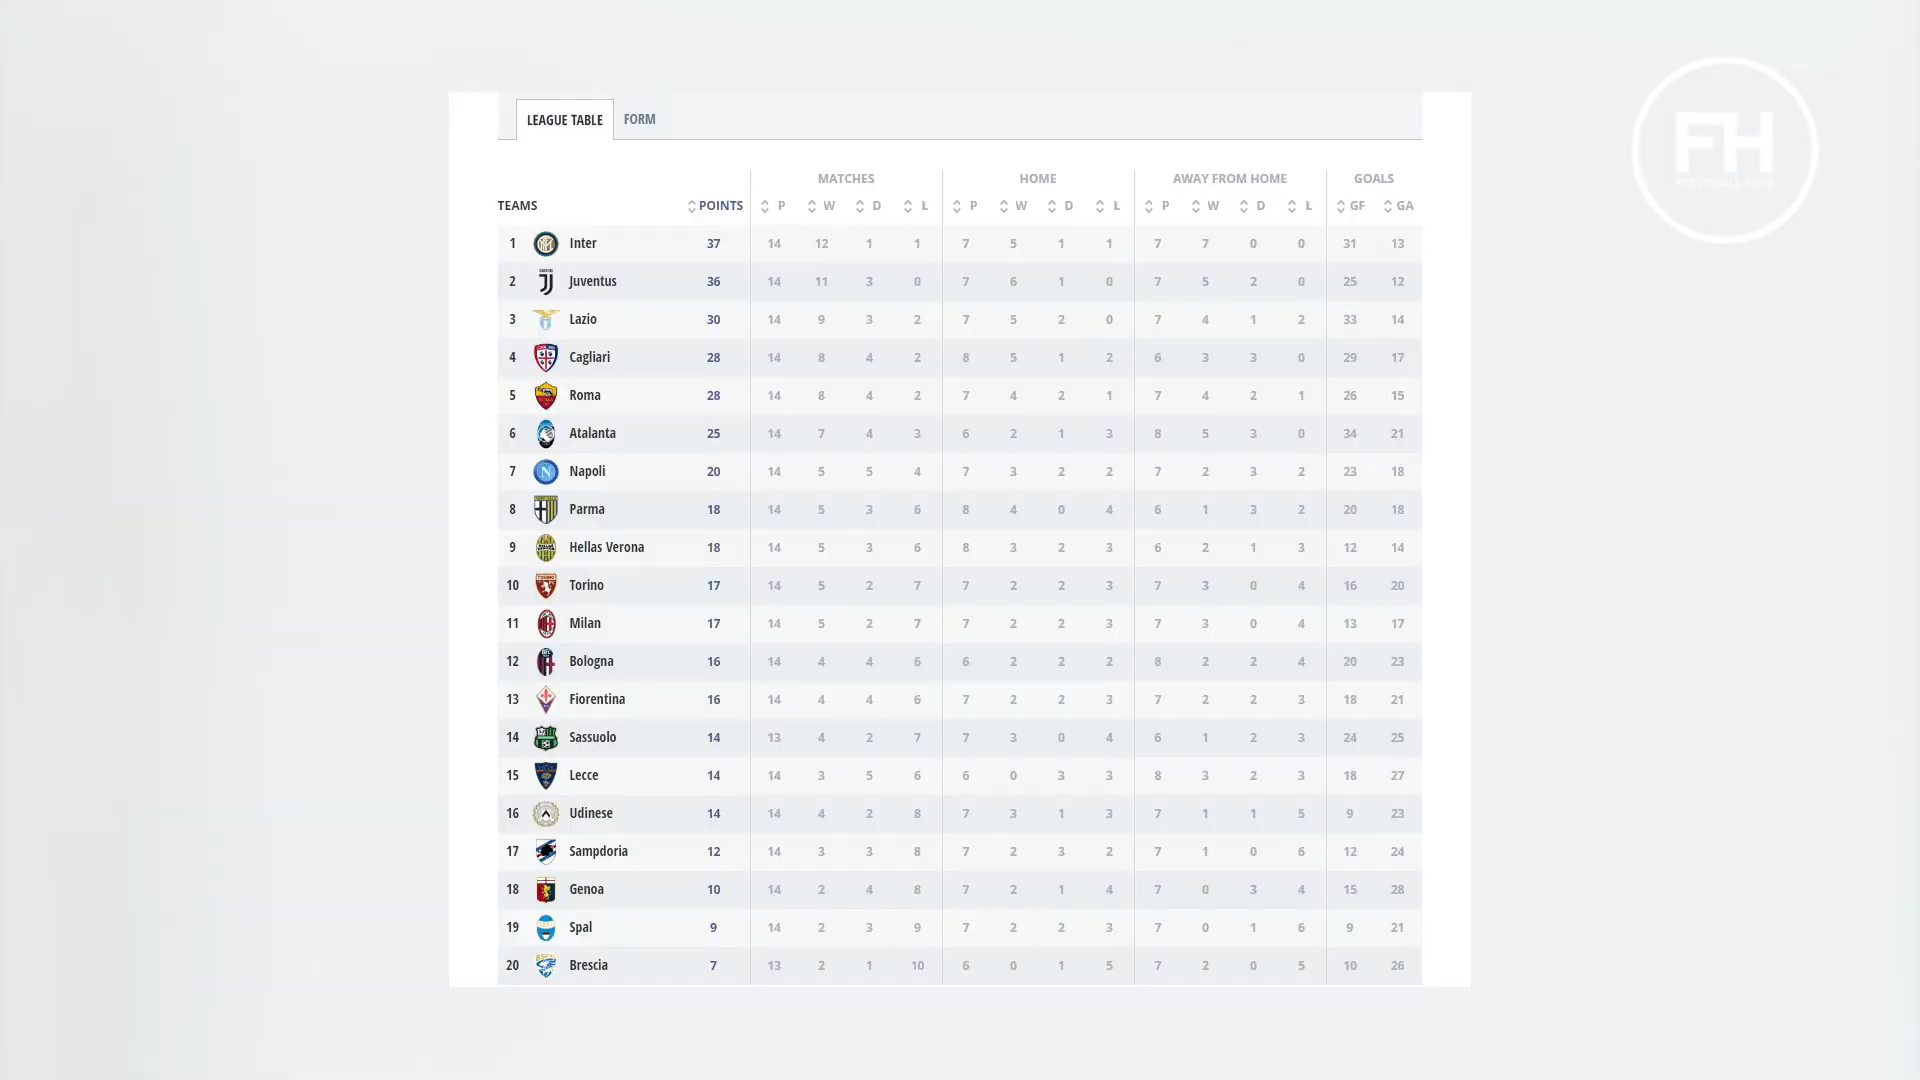 LEAGUE TABLE FORM
MATCHES HOME AWAY FROM HOME GOALS
TEAMS POINTS P W D L P W D L P W D L GF GA
1 Inter 37 14 12 1 1 7 5 1 1 7 7 0 0 31 13
2 Juventus 36 14 11 3 0 7 6 1 0 7 5 2 0 25 12
3 Lazio 30 14 9 3 2 7 5 2 0 7 4 1 2 33 14
4 Cagliari 28 14 8 4 2 8 5 1 2 6 3 3 0 29 17
5 Roma 28 14 8 4 2 7 4 2 1 7 4 2 1 26 15
6 Atalanta 25 14 7 4 3 6 2 1 3 8 5 3 0 34 21
7 Napoli 20 14 5 5 4 7 3 2 2 7 2 3 2 23 18
8 Parma 18 14 5 3 6 8 4 0 4 6 1 3 2 20 18
9 Hellas Verona 18 14 5 3 6 8 3 2 3 6 2 1 3 12 14
10 Torino 17 14 5 2 7 7 2 2 3 7 3 0 4 16 20
11 Milan 17 14 5 2 7 7 2 2 3 7 3 0 4 13 17
12 Bologna 16 14 4 4 6 6 2 2 2 8 2 2 4 20 23
13 Fiorentina 16 14 4 4 6 7 2 2 3 7 2 2 3 18 21
14 Sassuolo 14 13 4 2 7 7 3 0 4 6 1 2 3 24 25
15 Lecce 14 14 3 5 6 6 0 3 3 8 3 2 3 18 27
16 Udinese 14 14 4 2 8 7 3 1 3 7 1 1 5 9 23
17 Sampdoria 12 14 3 3 8 7 2 3 2 7 1 0 6 12 24
18 Genoa 10 14 2 4 8 7 2 1 4 7 0 3 4 15 28
19 Spal 9 14 2 3 9 7 2 2 3 7 0 1 6 9 21
20 Brescia 7 13 2 1 10 6 0 1 5 7 2 0 5 10 26
FH